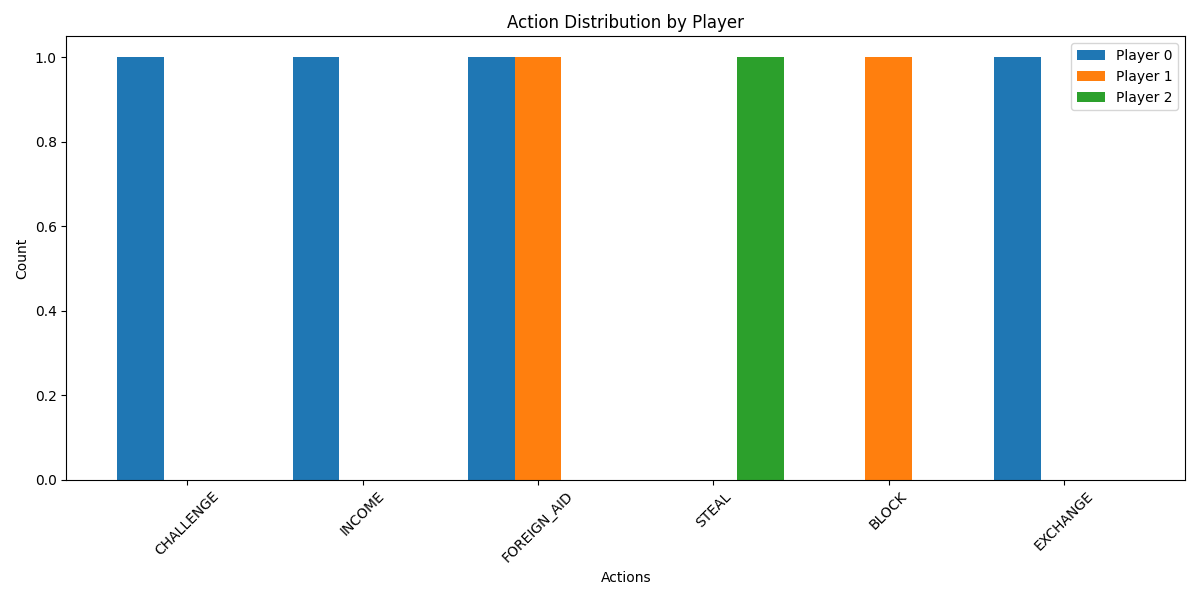 Action Distribution by Player
Player 0
Player 1
Player 2
Count
1.0
0.8
0.6
0.4
0.2
0.0
CHALLENGE
INCOME
FOREIGN_AID
STEAL
BLOCK
EXCHANGE
Actions